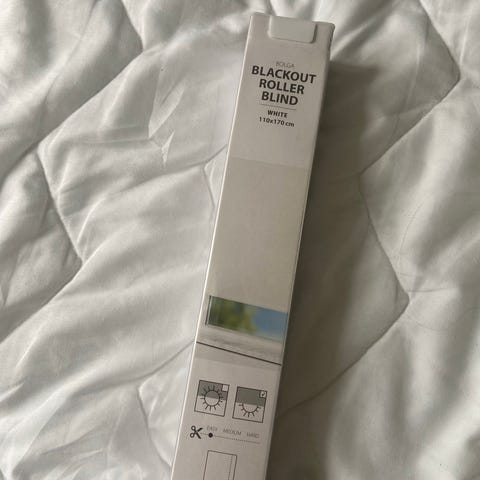 BOLGA
BLACKOUT
ROLLER
BLIND
WHITE
110x170 cm
EASY MEDIUM HARD